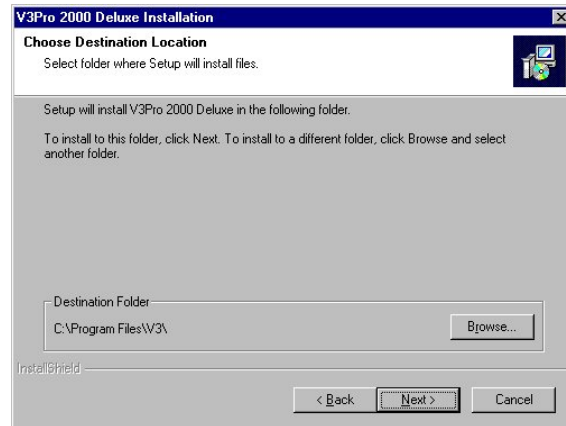 V3Pro 2000 Deluxe Installation
Choose Destination Location
Select folder where Setup will install files.
Setup will install V3Pro 2000 Deluxe in the following folder.
To install to this folder, click Next. To install to a different folder, click Browse and select
another folder.
Destination Folder
C:\Program Files\V3\
Browse...
InstallShield
< Back
Next >
Cancel